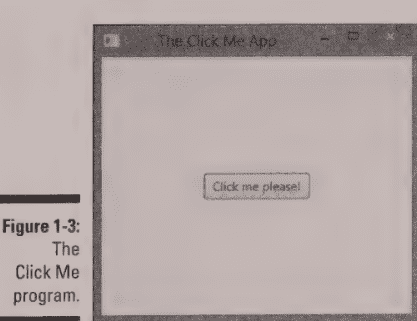 The Click Me App
Click me please!
Figure 1-3:
The
Click Me
program.